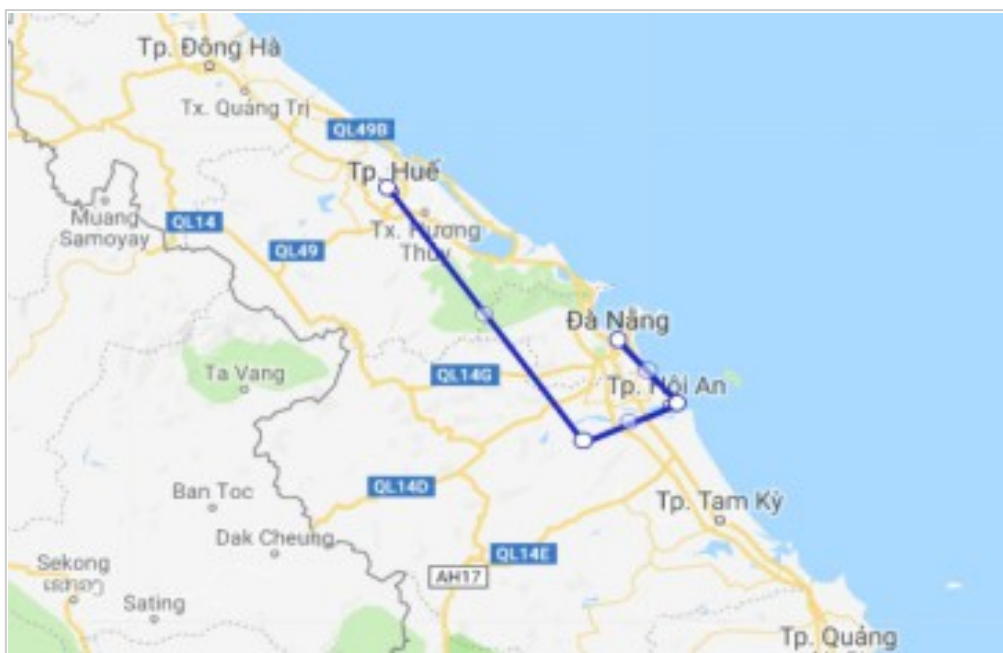 Tp. Đông Hà
Tx. Quảng Trị
QL49B
Tp. Huế
Muang
Samoyay
QL14
QL49
Tx. Hương
Thủy
Đà Nẵng
Ta Vang
QL14G
Tp. Hội An
QL14D
Ban Toc
Tp. Tam Kỳ
Dak Cheung
QL14E
Sekong
AH17
Sating
Tp. Quảng